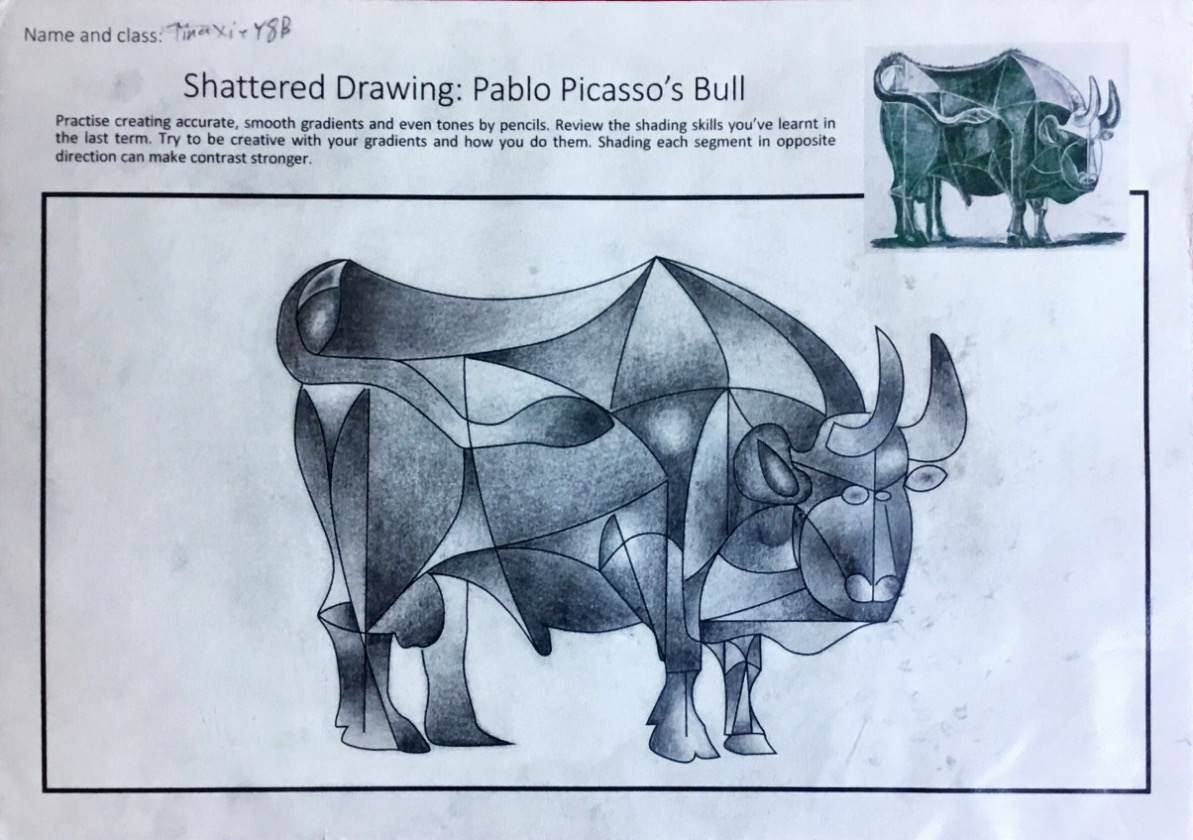 Name and class: Tina Xie Y8B
Shattered Drawing: Pablo Picasso's Bull
Practise creating accurate, smooth gradients and even tones by pencils. Review the shading skills you've learnt in
the last term. Try to be creative with your gradients and how you do them. Shading each segment in opposite
direction can make contrast stronger.